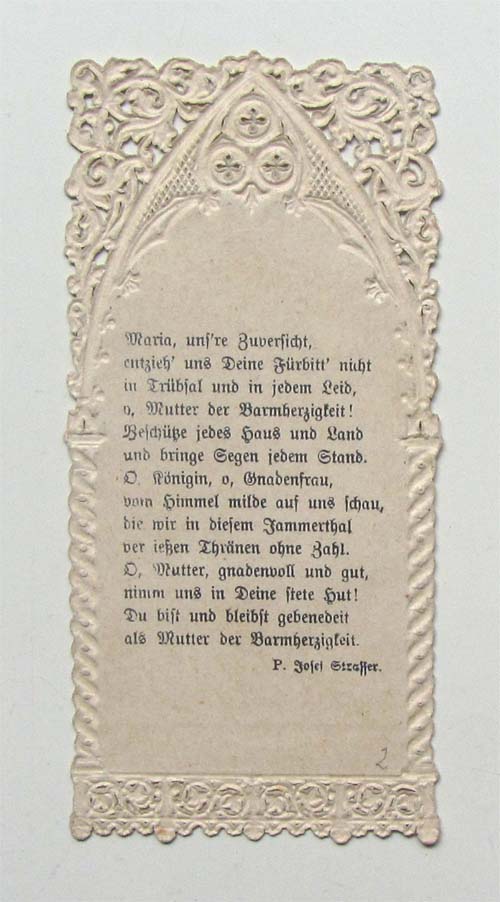 Maria, uns're Zuversicht,
entzieh' uns Deine Fürbitt' nicht
in Trübsal und in jedem Leid,
o, Mutter der Barmherzigkeit!
Beschütze jedes Haus und Land
und bringe Segen jedem Stand.
O, Königin, o, Gnadenfrau,
vom Himmel milde auf uns schau,
die wir in diesem Jammerthal
ver ießen Thränen ohne Zahl.
O, Mutter, gnadenvoll und gut,
nimm uns in Deine stete Hut!
Du bist und bleibst gebenedeit
als Mutter der Barmherzigkeit.
P. Josef Strasser.
2